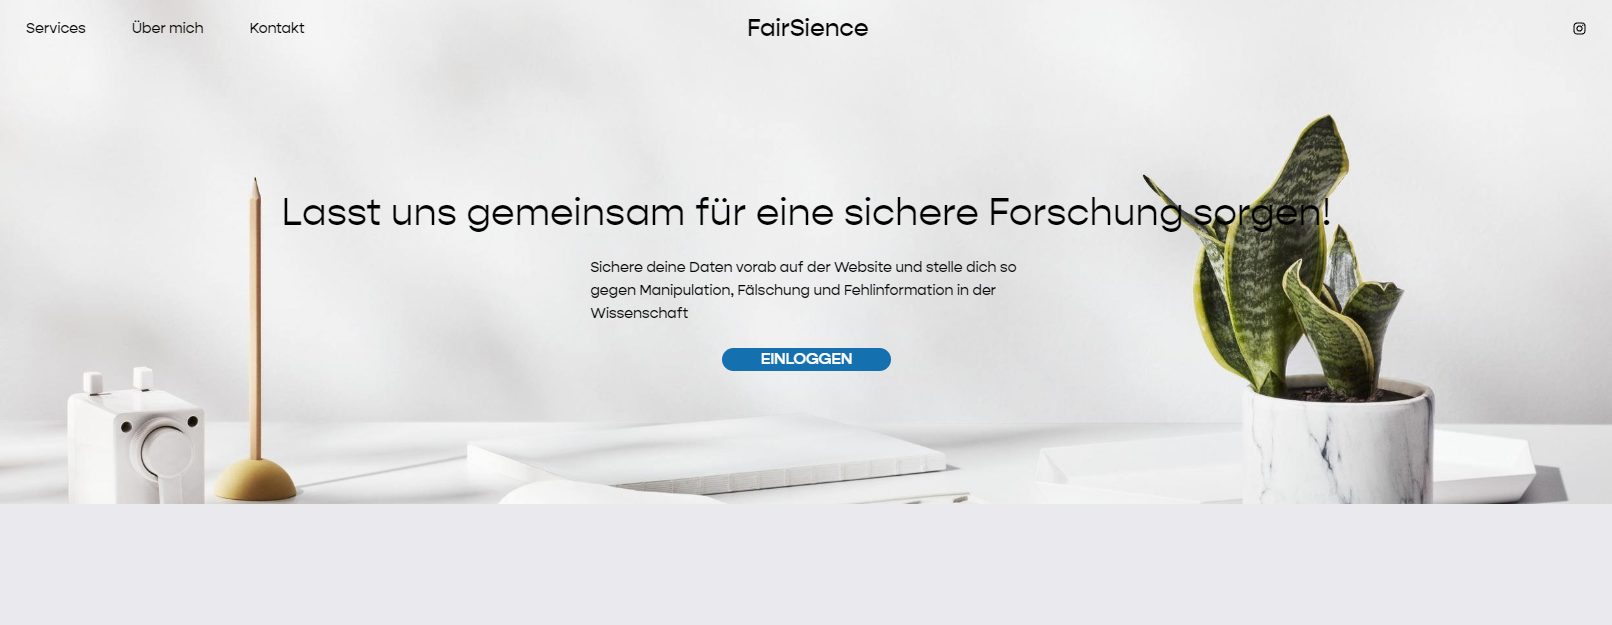 Services Über mich Kontakt FairSience
Lasst uns gemeinsam für eine sichere Forschung sorgen!
Sichere deine Daten vorab auf der Website und stelle dich so
gegen Manipulation, Fälschung und Fehlinformation in der
Wissenschaft
EINLOGGEN